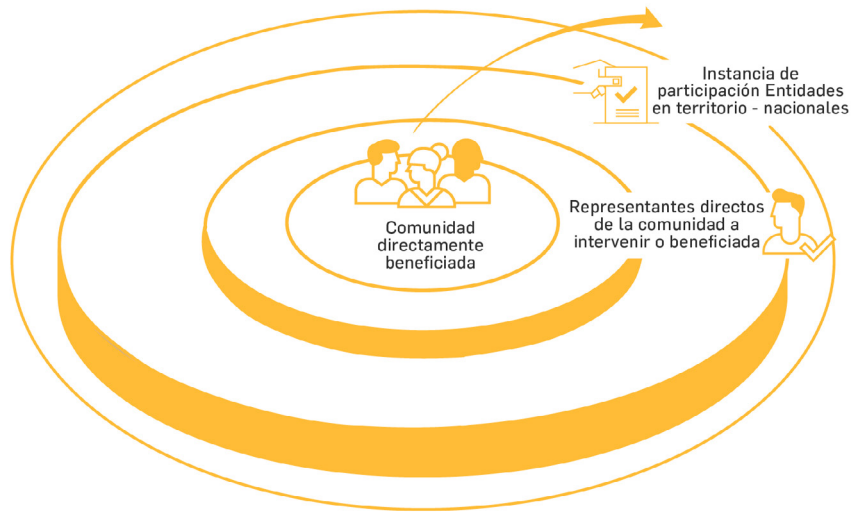 Instancia de
participación Entidades
en territorio - nacionales
Representantes directos
de la comunidad a
intervenir o beneficiada
Comunidad
directamente
beneficiada